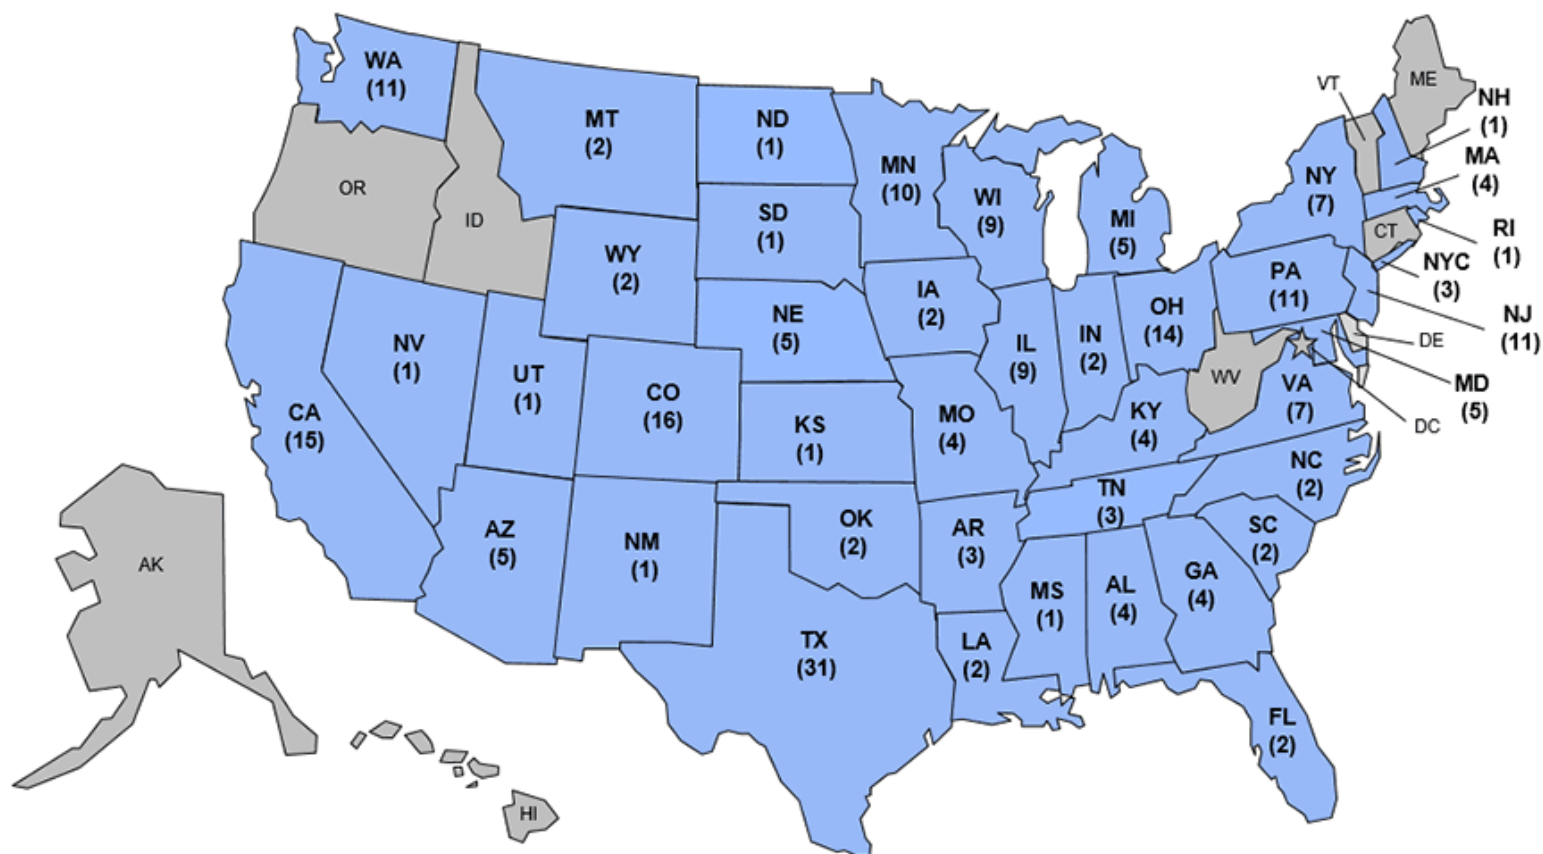 WA
(11)
MT
(2)
ND
(1)
MN
(10)
VT
ME
NH
(1)
MA
(4)
OR
ID
WY
(2)
SD
(1)
WI
(9)
MI
(5)
NY
(7)
CT
RI
(1)
NYC
(3)
NJ
(11)
PA
(11)
DE
MD
(5)
DC
NV
(1)
UT
(1)
CO
(16)
NE
(5)
IA
(2)
IL
(9)
IN
(2)
OH
(14)
WV
VA
(7)
CA
(15)
KS
(1)
MO
(4)
KY
(4)
NC
(2)
TN
(3)
SC
(2)
AZ
(5)
NM
(1)
OK
(2)
AR
(3)
MS
(1)
AL
(4)
GA
(4)
AK
TX
(31)
LA
(2)
FL
(2)
HI